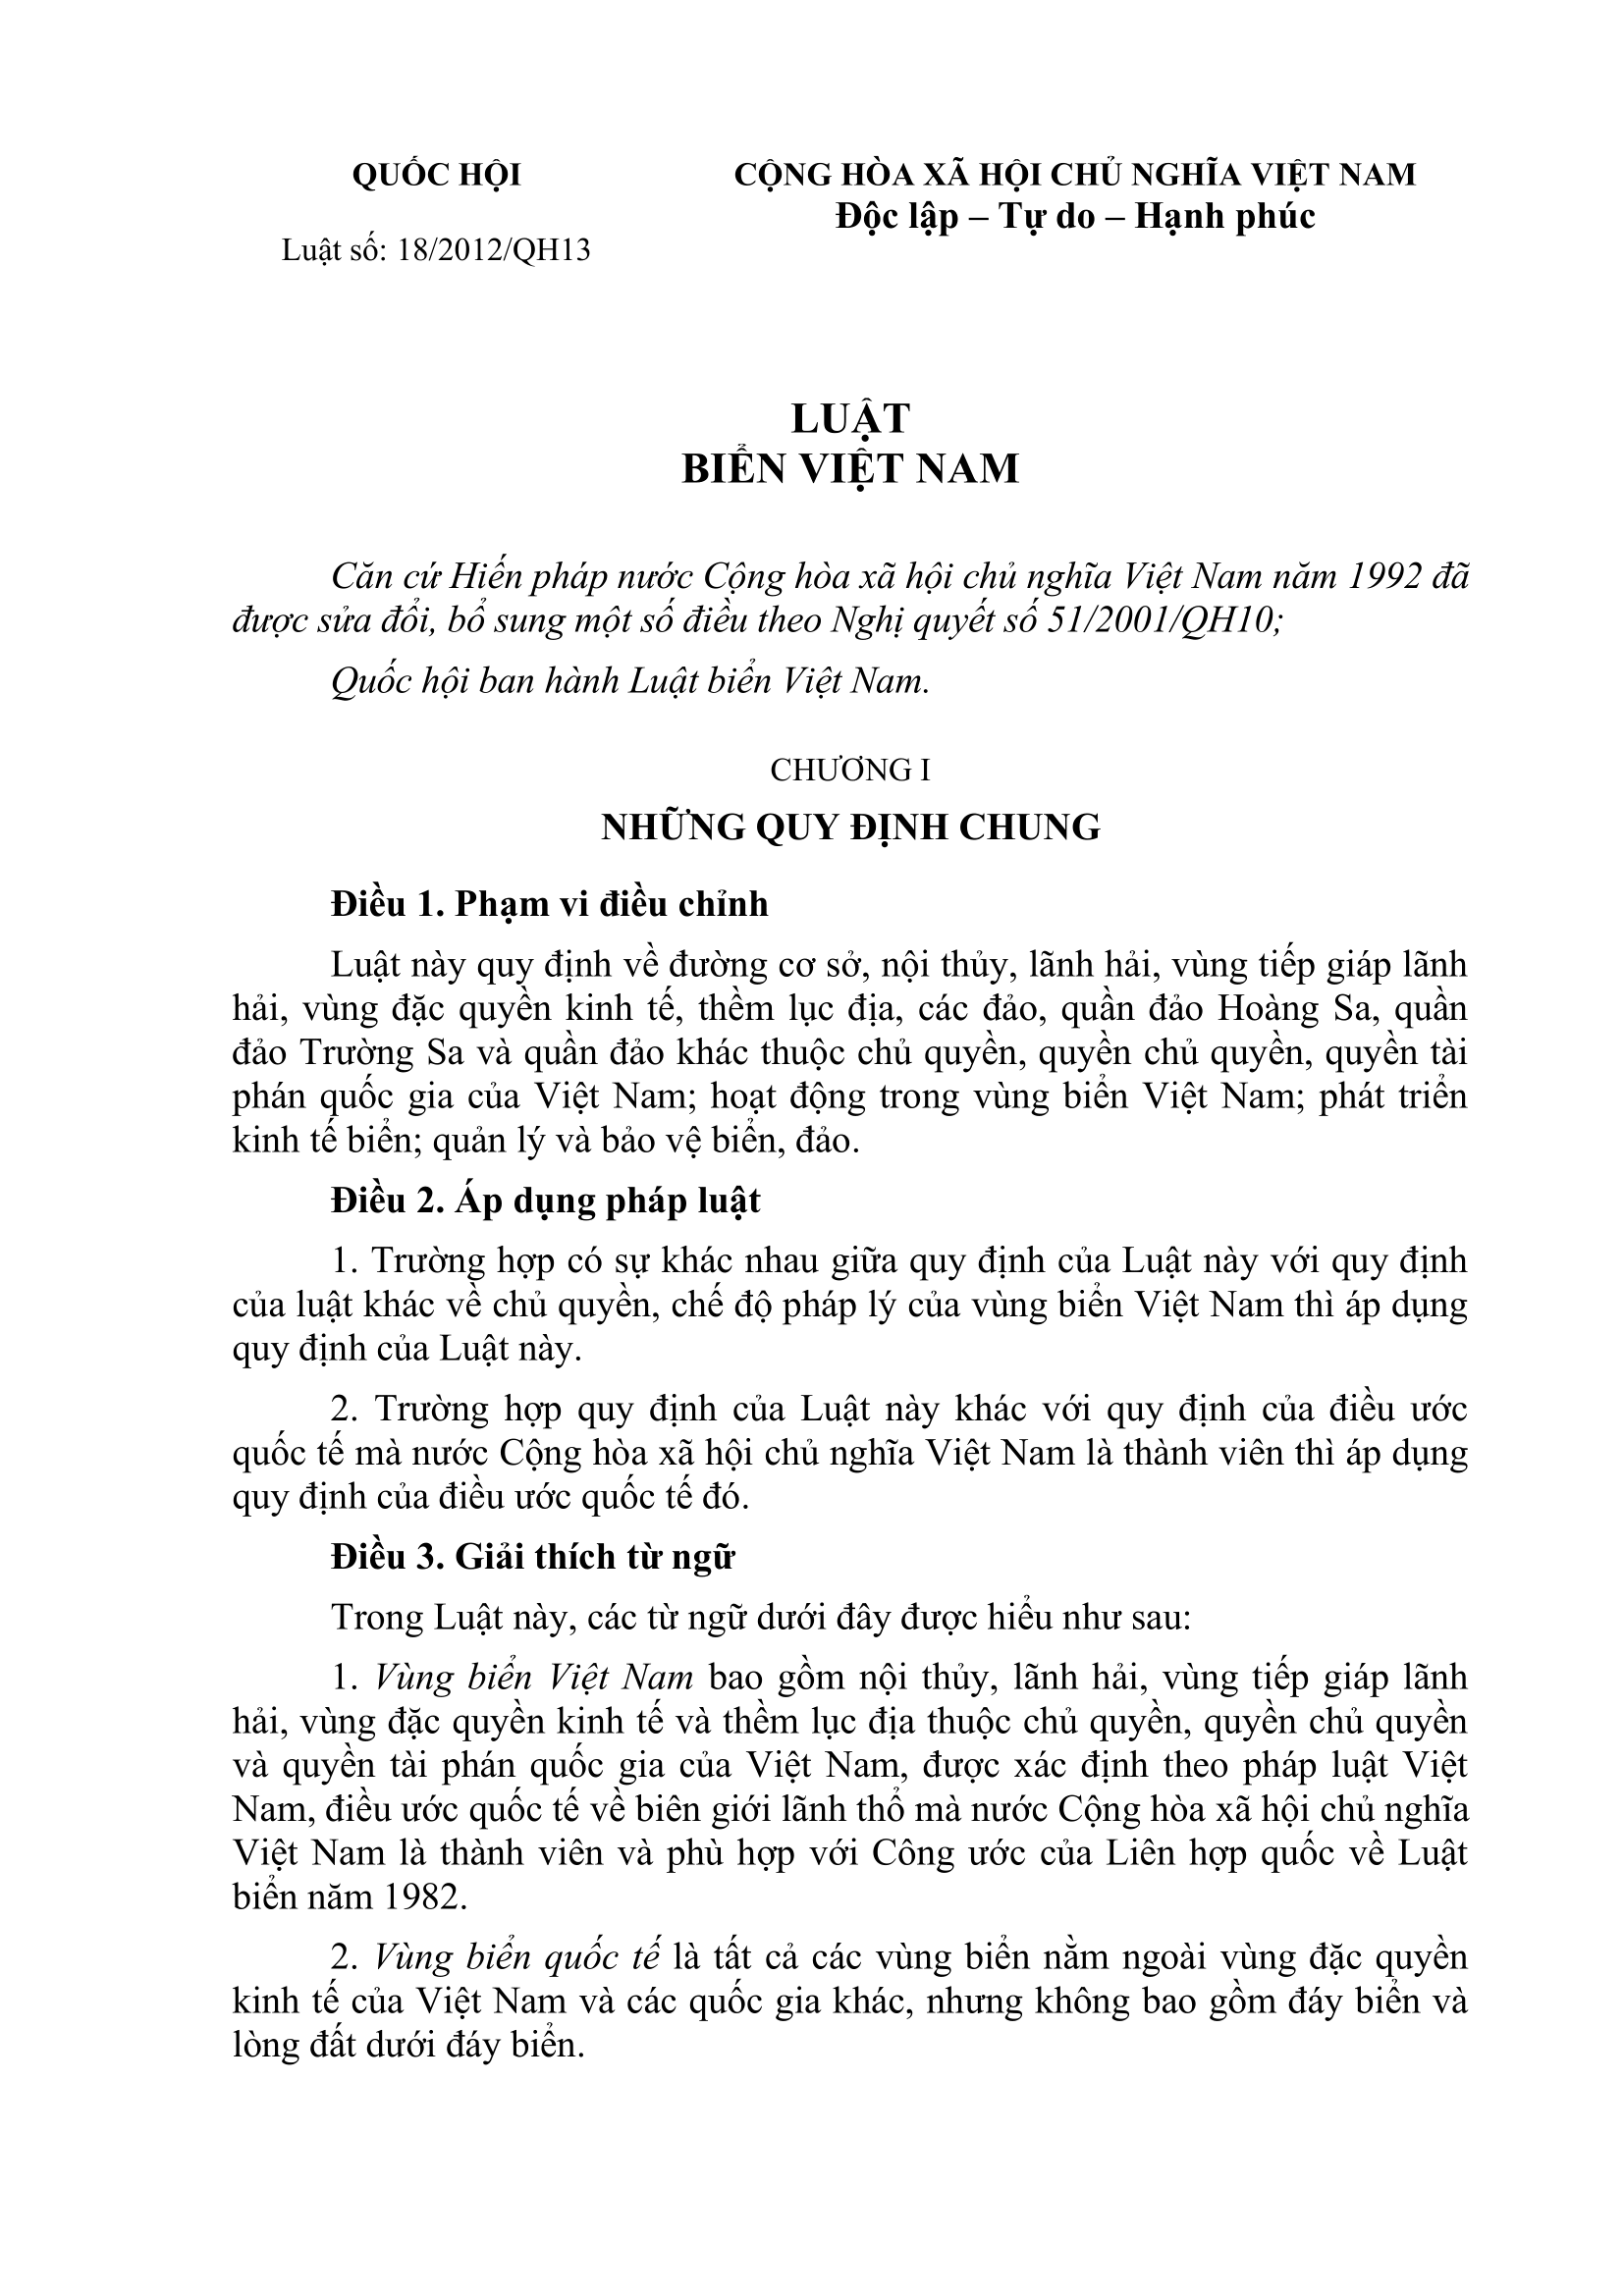 QUỐC HỘI
CỘNG HÒA XÃ HỘI CHỦ NGHĨA VIỆT NAM
Độc lập – Tự do – Hạnh phúc
Luật số: 18/2012/QH13
LUẬT
BIỂN VIỆT NAM
Căn cứ Hiến pháp nước Cộng hòa xã hội chủ nghĩa Việt Nam năm 1992 đã
được sửa đổi, bổ sung một số điều theo Nghị quyết số 51/2001/QH10;
Quốc hội ban hành Luật biển Việt Nam.
CHƯƠNG I
NHỮNG QUY ĐỊNH CHUNG
Điều 1. Phạm vi điều chỉnh
Luật này quy định về đường cơ sở, nội thủy, lãnh hải, vùng tiếp giáp lãnh
hải, vùng đặc quyền kinh tế, thềm lục địa, các đảo, quần đảo Hoàng Sa, quần
đảo Trường Sa và quần đảo khác thuộc chủ quyền, quyền chủ quyền, quyền tài
phán quốc gia của Việt Nam; hoạt động trong vùng biển Việt Nam; phát triển
kinh tế biển; quản lý và bảo vệ biển, đảo.
Điều 2. Áp dụng pháp luật
1. Trường hợp có sự khác nhau giữa quy định của Luật này với quy định
của luật khác về chủ quyền, chế độ pháp lý của vùng biển Việt Nam thì áp dụng
quy định của Luật này.
2. Trường hợp quy định của Luật này khác với quy định của điều ước
quốc tế mà nước Cộng hòa xã hội chủ nghĩa Việt Nam là thành viên thì áp dụng
quy định của điều ước quốc tế đó.
Điều 3. Giải thích từ ngữ
Trong Luật này, các từ ngữ dưới đây được hiểu như sau:
1. Vùng biển Việt Nam bao gồm nội thủy, lãnh hải, vùng tiếp giáp lãnh
hải, vùng đặc quyền kinh tế và thềm lục địa thuộc chủ quyền, quyền chủ quyền
và quyền tài phán quốc gia của Việt Nam, được xác định theo pháp luật Việt
Nam, điều ước quốc tế về biên giới lãnh thổ mà nước Cộng hòa xã hội chủ nghĩa
Việt Nam là thành viên và phù hợp với Công ước của Liên hợp quốc về Luật
biển năm 1982.
2. Vùng biển quốc tế là tất cả các vùng biển nằm ngoài vùng đặc quyền
kinh tế của Việt Nam và các quốc gia khác, nhưng không bao gồm đáy biển và
lòng đất dưới đáy biển.